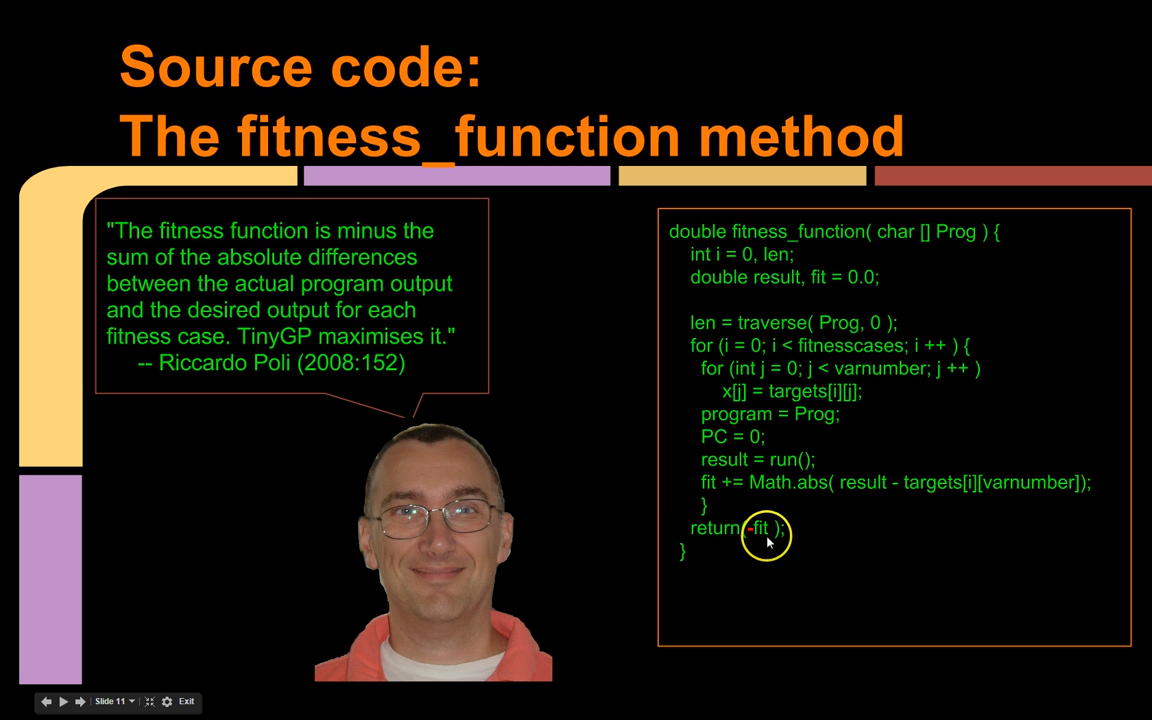 Source code:
The fitness_function method
"The fitness function is minus the
sum of the absolute differences
between the actual program output
and the desired output for each
fitness case. TinyGP maximises it."
-- Riccardo Poli (2008:152)
double fitness_function( char [] Prog ) {
int i = 0, len;
double result, fit = 0.0;
len = traverse( Prog, 0 );
for (i = 0; i < fitnesscases; i ++ ) {
for (int j = 0; j < varnumber; j ++ )
x[j] = targets[i][j];
program = Prog;
PC = 0;
result = run();
fit += Math.abs( result - targets[i][varnumber]);
}
return(-fit );
}
Slide 11
Exit